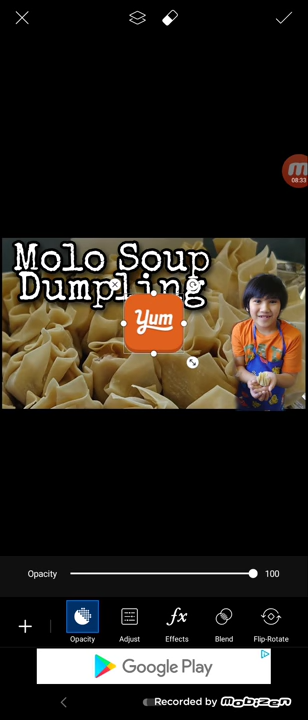 08:33
Molo Soup
Dumpling
Yum
Opacity
100
Opacity
Adjust
fx
Effects
Blend
Flip-Rotate
Google Play
Recorded by mobizen